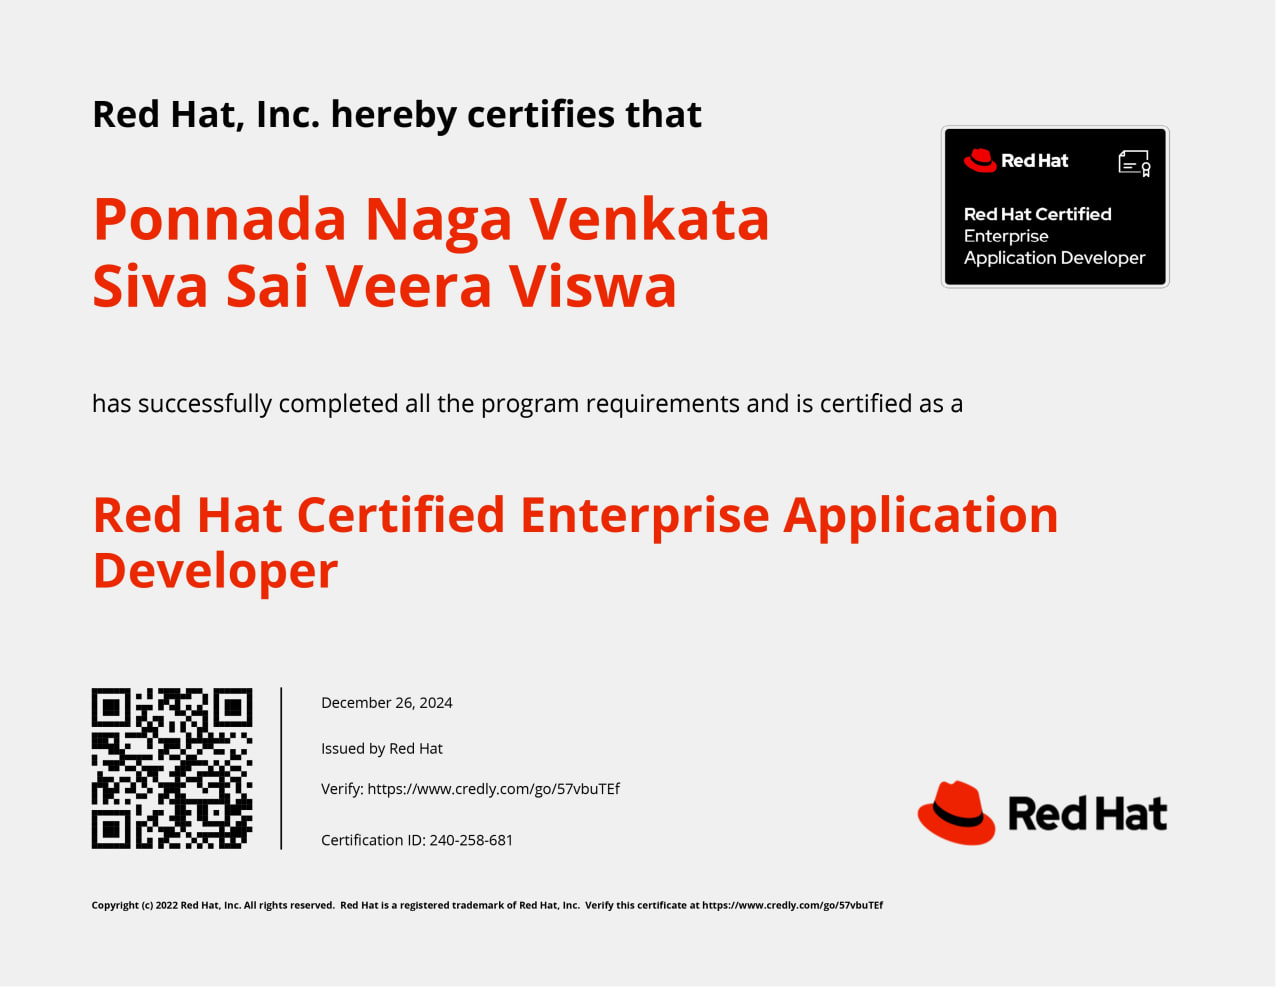 Red Hat, Inc. hereby certifies that
Red Hat
Red Hat Certified
Enterprise
Application Developer
Ponnada Naga Venkata
Siva Sai Veera Viswa
has successfully completed all the program requirements and is certified as a
Red Hat Certified Enterprise Application
Developer
December 26, 2024
Issued by Red Hat
Verify: https://www.credly.com/go/57vbuTEf
Certification ID: 240-258-681
Red Hat
Copyright (c) 2022 Red Hat, Inc. All rights reserved.  Red Hat is a registered trademark of Red Hat, Inc.  Verify this certificate at https://www.credly.com/go/57vbuTEf